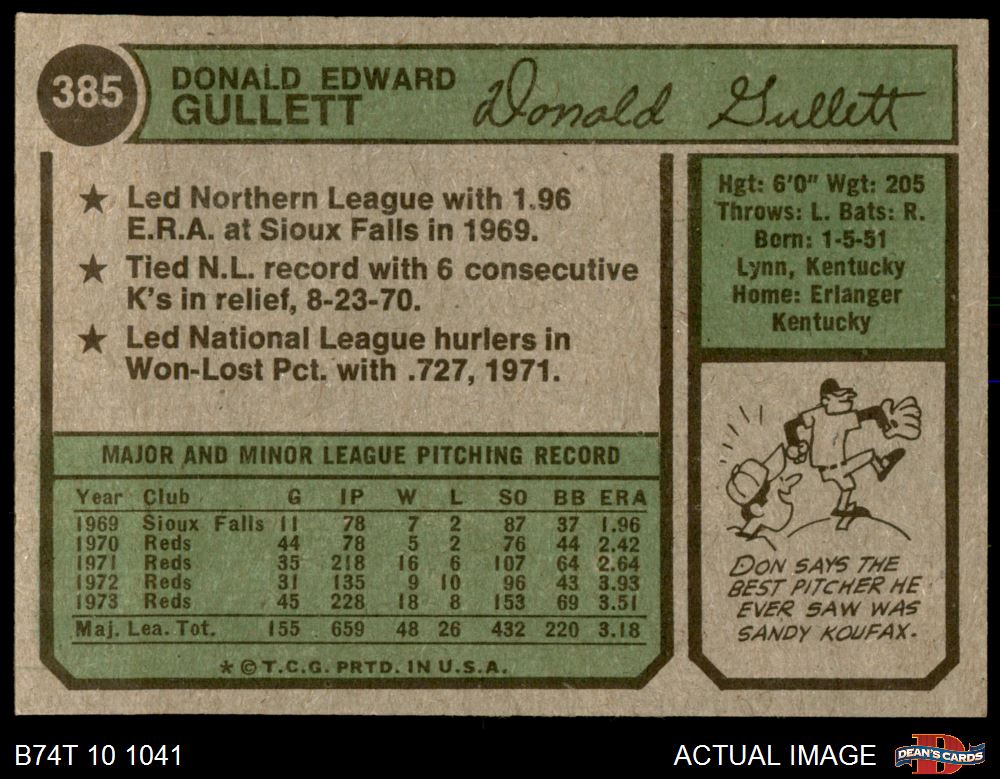 385
DONALD EDWARD
GULLETT
Donald Gullett
★ Led Northern League with 1.96
E.R.A. at Sioux Falls in 1969.
★ Tied N.L. record with 6 consecutive
K's in relief, 8-23-70.
★ Led National League hurlers in
Won-Lost Pct. with .727, 1971.
Hgt: 6'0" Wgt: 205
Throws: L. Bats: R.
Born: 1-5-51
Lynn, Kentucky
Home: Erlanger
Kentucky
MAJOR AND MINOR LEAGUE PITCHING RECORD
Year Club G IP W L SO BB ERA
1969 Sioux Falls 11 78 7 2 87 37 1.96
1970 Reds 44 78 5 2 76 44 2.42
1971 Reds 35 218 16 6 107 64 2.64
1972 Reds 31 135 9 10 96 43 3.93
1973 Reds 45 228 18 8 153 69 3.51
Maj. Lea. Tot. 155 659 48 26 432 220 3.18
* © T.C.G. PRTD. IN U.S.A.
DON SAYS THE
BEST PITCHER HE
EVER SAW WAS
SANDY KOUFAX.
B74T 10 1041
ACTUAL IMAGE
D
DEAN'S CARDS